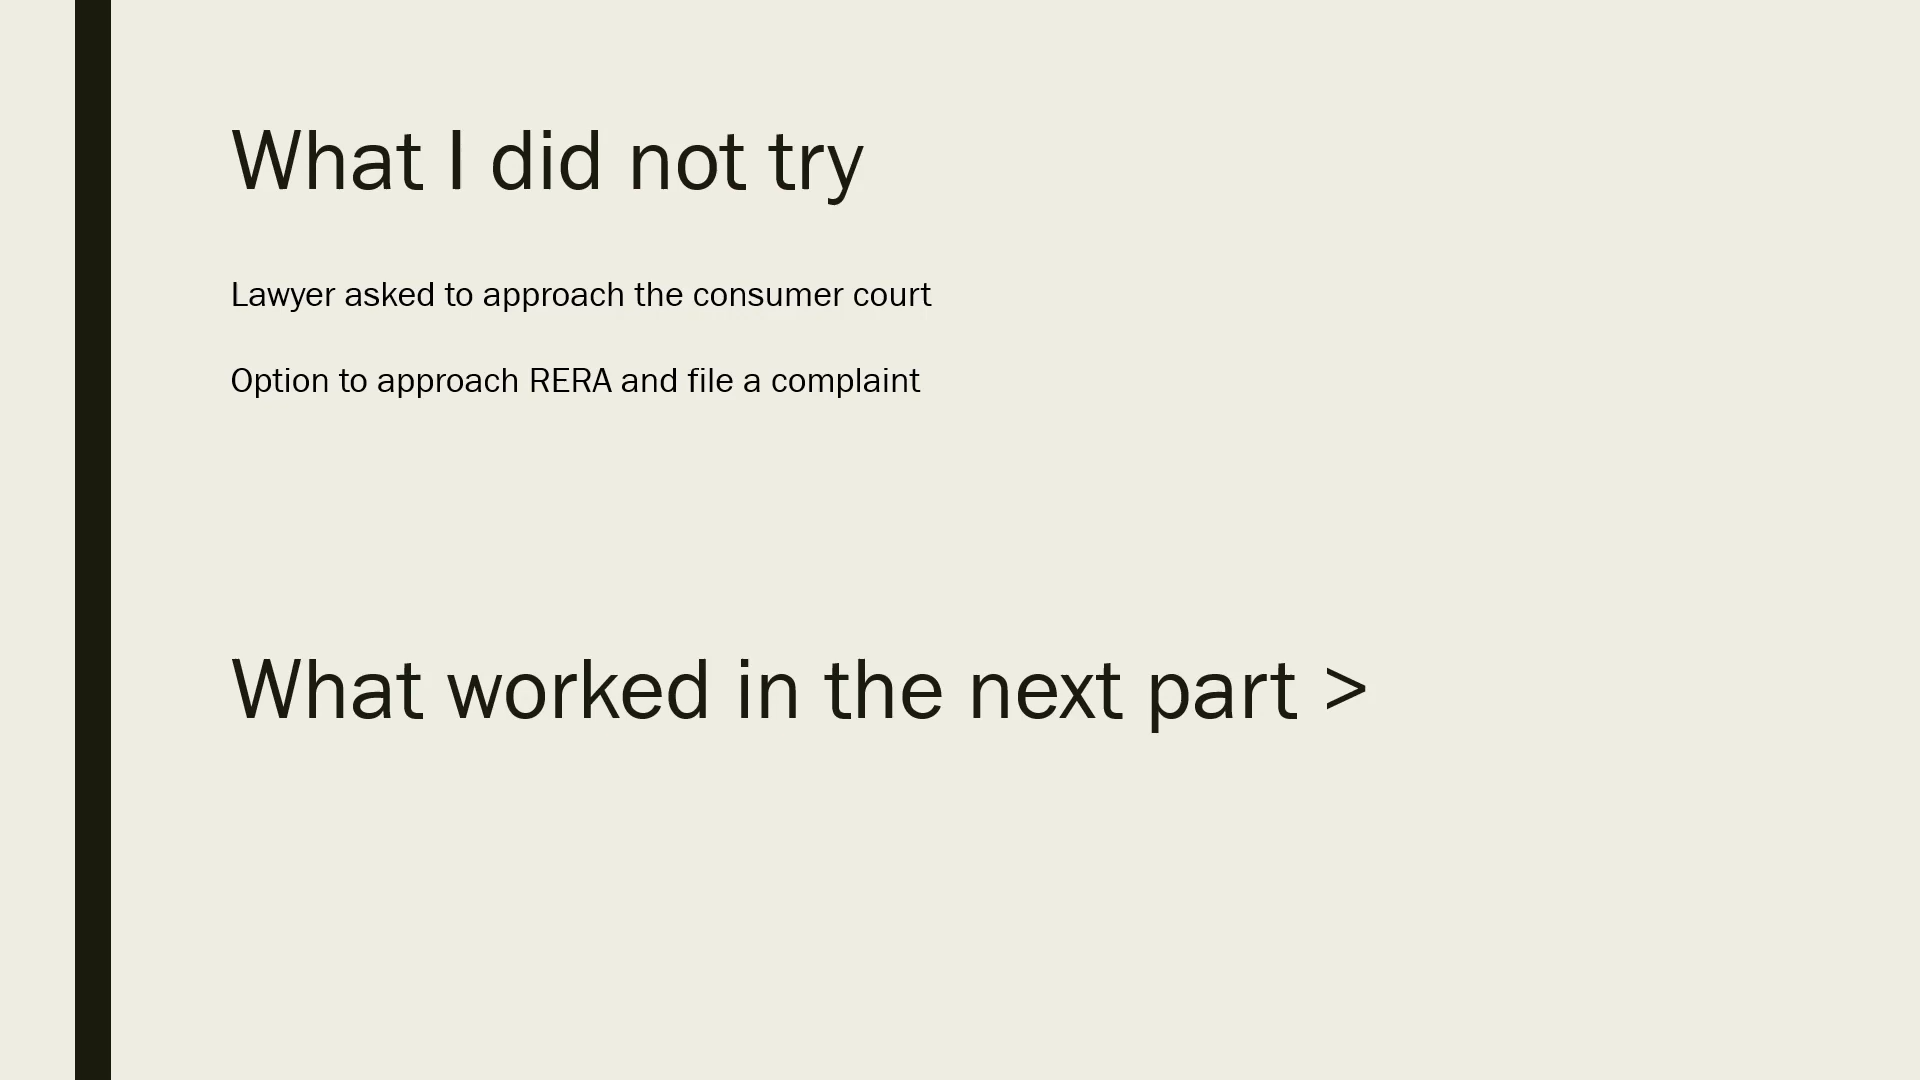 What I did not try
Lawyer asked to approach the consumer court
Option to approach RERA and file a complaint
What worked in the next part >